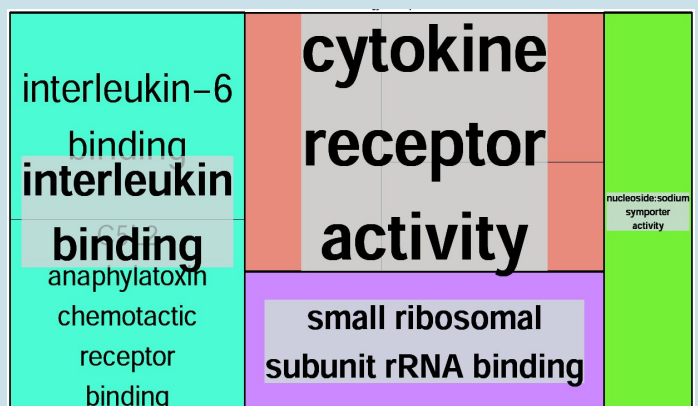 interleukin–6
binding
interleukin
binding
C5L2
anaphylatoxin
chemotactic
receptor
binding
cytokine
receptor
activity
small ribosomal
subunit rRNA binding
nucleoside:sodium
symporter
activity